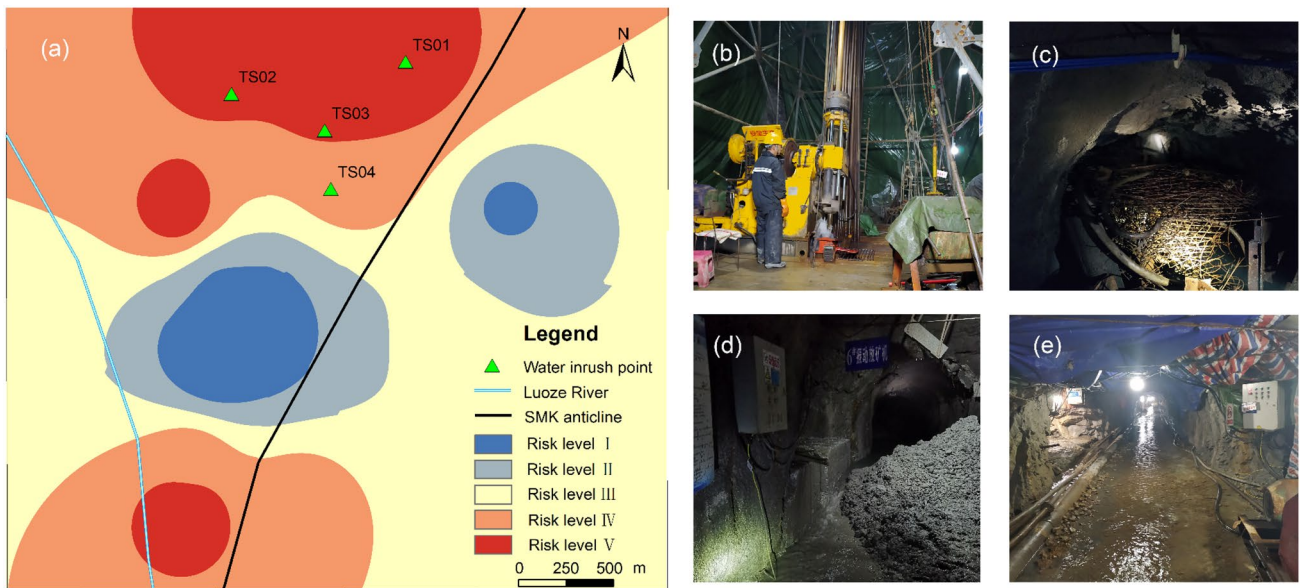 (a)
TS01
N
TS02
TS03
TS04
Legend
Water inrush point
Luoze River
SMK anticline
Risk level Ⅰ
Risk level Ⅱ
Risk level Ⅲ
Risk level Ⅳ
Risk level Ⅴ
0 250 500 m
(b)
(c)
(d)
(e)